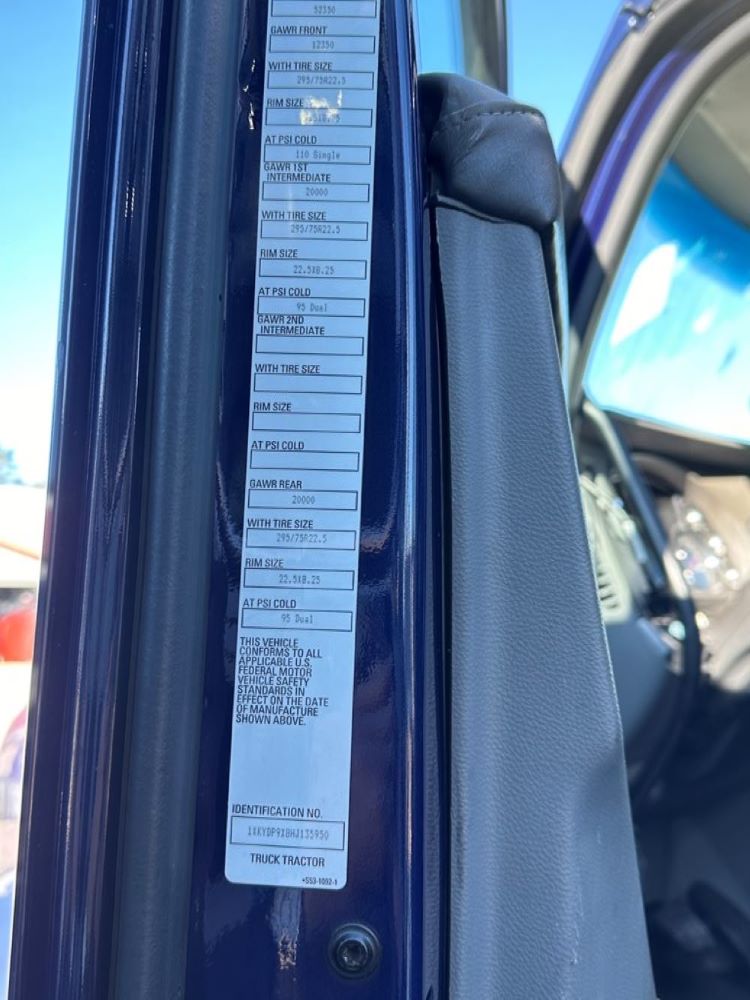 52350
GAWR FRONT
12350
WITH TIRE SIZE
295/75R22.5
RIM SIZE
AT PSI COLD
110 Single
GAWR 1ST
INTERMEDIATE
20000
WITH TIRE SIZE
295/75R22.5
RIM SIZE
22.5X8.25
AT PSI COLD
95 Dual
GAWR 2ND
INTERMEDIATE
WITH TIRE SIZE
RIM SIZE
AT PSI COLD
GAWR REAR
20000
WITH TIRE SIZE
295/75R22.5
RIM SIZE
22.5X8.25
AT PSI COLD
95 Dual
THIS VEHICLE
CONFORMS TO ALL
APPLICABLE U.S.
FEDERAL MOTOR
VEHICLE SAFETY
STANDARDS IN
EFFECT ON THE DATE
OF MANUFACTURE
SHOWN ABOVE.
IDENTIFICATION NO.
1XKYDP9X8HJ135950
TRUCK TRACTOR
*S53-1092-1